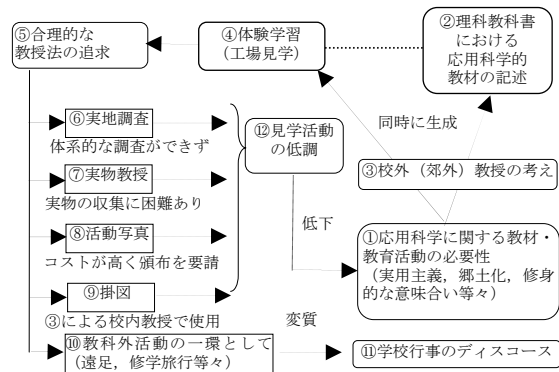 ⑤合理的な
教授法の追求
④体験学習
(工場見学)
②理科教科書
における
応用科学的
教材の記述
⑥実地調査
体系的な調査ができず
⑫見学活動
の低調
同時に生成
⑦実物教授
実物の収集に困難あり
③校外（郊外）教授の考え
⑧活動写真
コストが高く頒布を要請
低下
①応用科学に関する教材・
教育活動の必要性
（実用主義，郷土化，修身
的な意味合い等々）
⑨掛図
③による校内教授で使用
変質
⑩教科外活動の一環として
（遠足，修学旅行等々）
⑪学校行事のディスコース